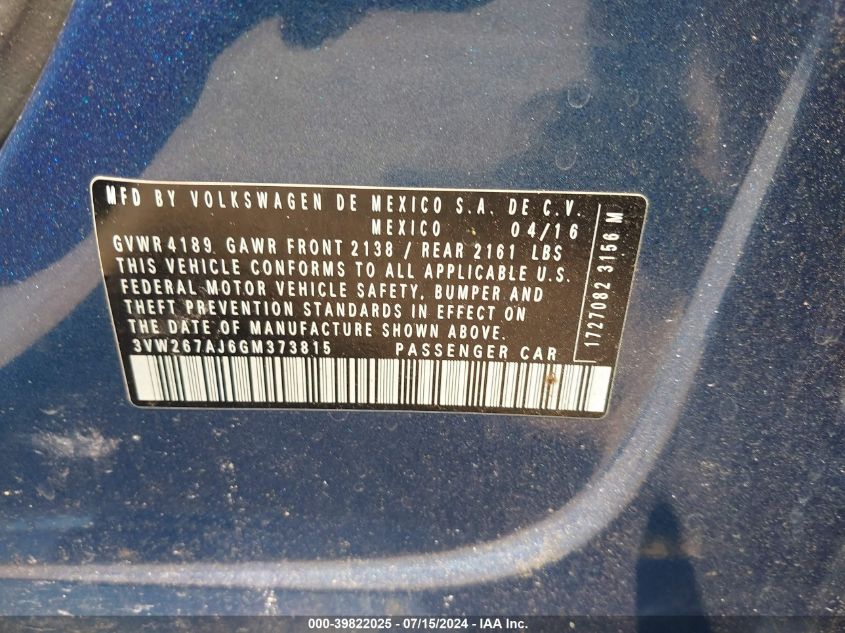 MFD BY VOLKSWAGEN DE MEXICO S.A. DE C.V.
MEXICO 04/16
GVWR 4189. GAWR FRONT 2138 / REAR 2161 LBS
THIS VEHICLE CONFORMS TO ALL APPLICABLE U.S.
FEDERAL MOTOR VEHICLE SAFETY, BUMPER AND
THEFT PREVENTION STANDARDS IN EFFECT ON
THE DATE OF MANUFACTURE SHOWN ABOVE.
3VW267AJ6GM373815 PASSENGER CAR
1727082 3156 M
000-39822025 - 07/15/2024 - IAA Inc.